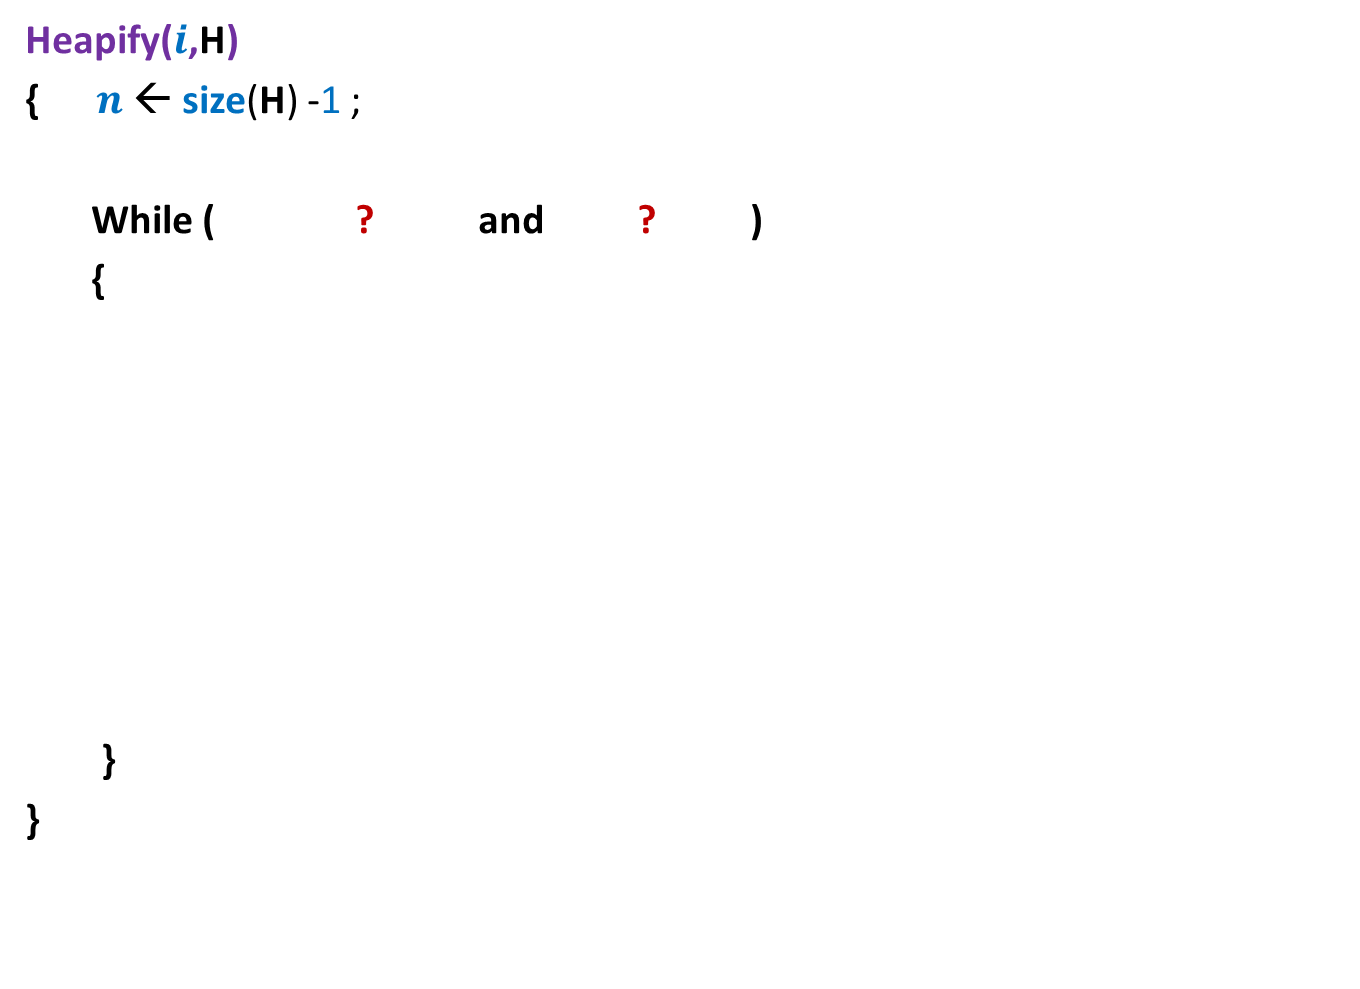 Heapify(i,H)
{ n ← size(H) -1 ;
While ( ? and ? )
{
}
}